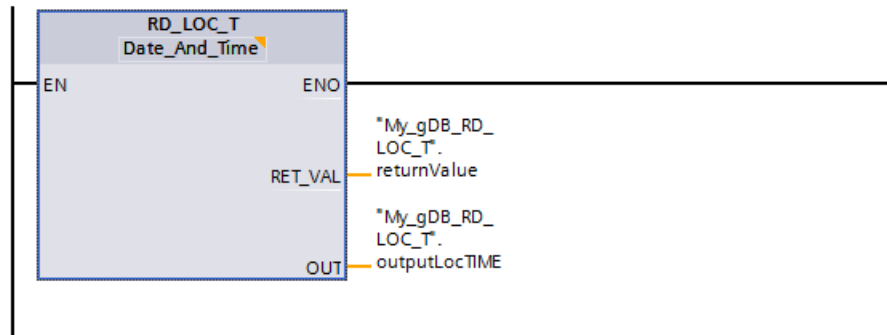 RD_LOC_T
Date_And_Time
EN
ENO
"My_gDB_RD_
LOC_T".
RET_VAL
returnValue
"My_gDB_RD_
LOC_T".
OUT
outputLocTIME